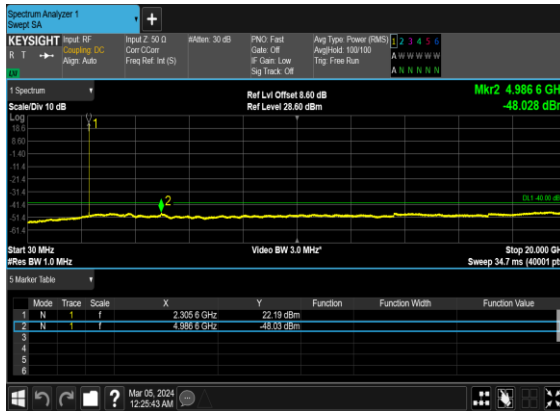 Spectrum Analyzer 1
Swept SA
KEYSIGHT Input: RF Input Z: 50 Ω #Atten: 30 dB PNO: Fast Avg Type: Power (RMS) 1 2 3 4 5 6
R T Coupling: DC Corr CCorr Gate: Off Avg|Hold: 100/100 A W W W W W
Align: Auto Freq Ref: Int (S) IF Gain: Low Trig: Free Run
Sig Track: Off A N N N N N
LXI
1 Spectrum Ref Lvl Offset 8.60 dB Mkr2 4.986 6 GH
Scale/Div 10 dB Ref Level 28.60 dBm -48.028 dBr
Log
18.6
8.60
-1.40
-11.4
-21.4
-31.4
-41.4
-51.4
-61.4
1
2
DL1 -40.00 dB
Start 30 MHz Video BW 3.0 MHz* Stop 20.000 GH
#Res BW 1.0 MHz Sweep 34.7 ms (40001 pt
5 Marker Table
Mode Trace Scale X Y Function Function Width Function Value
1 N 1 f 2.305 6 GHz 22.19 dBm
2 N 1 f 4.986 6 GHz -48.03 dBm
3
4
5
6
? Mar 05, 2024
12:25:43 AM